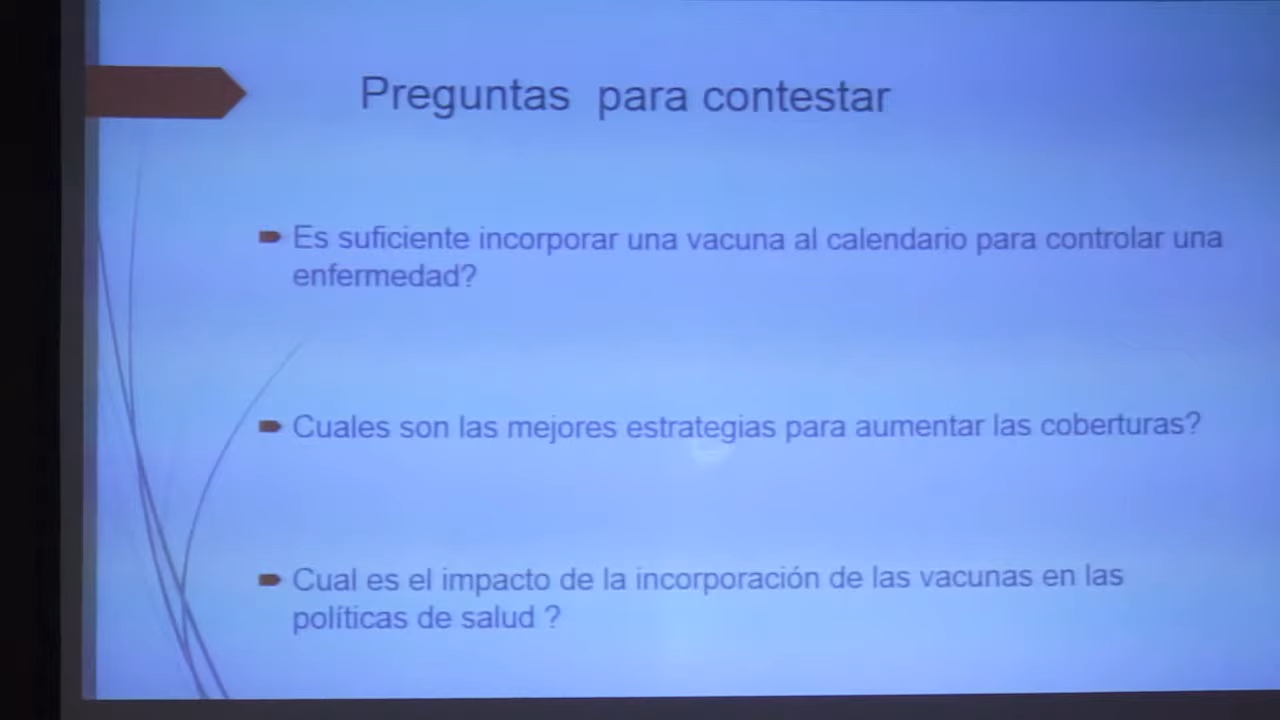 Preguntas para contestar
Es suficiente incorporar una vacuna al calendario para controlar una
enfermedad?
Cuales son las mejores estrategias para aumentar las coberturas?
Cual es el impacto de la incorporación de las vacunas en las
políticas de salud ?